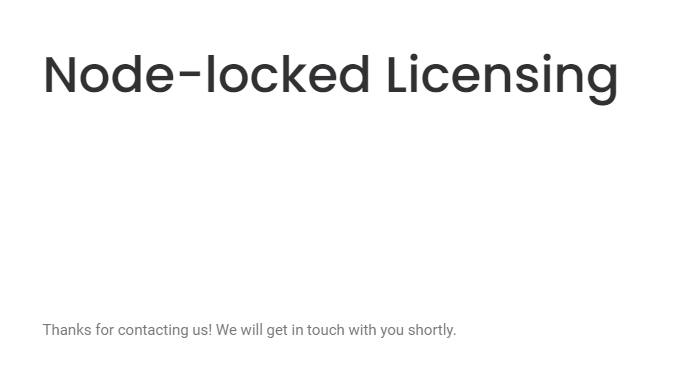 Node-locked Licensing
Thanks for contacting us! We will get in touch with you shortly.